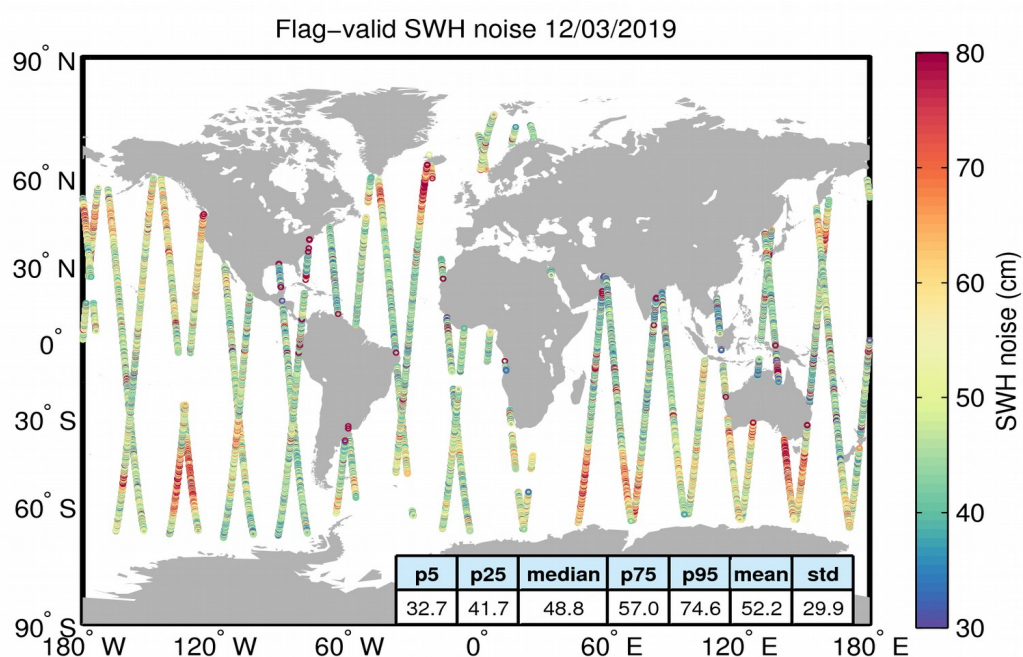 Flag−valid SWH noise 12/03/2019
90° N
60° N
30° N
0°
30° S
60° S
90° S
180° W
120° W
60° W
0°
60° E
120° E
180° E
80
70
60
50
40
30
SWH noise (cm)
p5 p25 median p75 p95 mean std
32.7 41.7 48.8 57.0 74.6 52.2 29.9